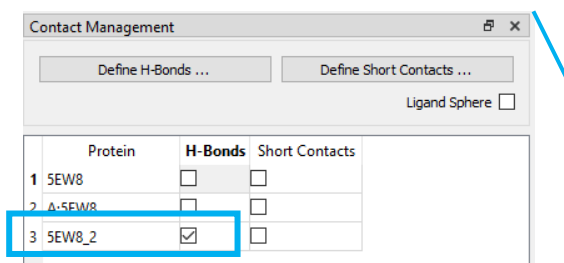 Contact Management
Define H-Bonds ... Define Short Contacts ...
Ligand Sphere
Protein H-Bonds Short Contacts
1 5EW8
2 A:5EW8
3 5EW8_2